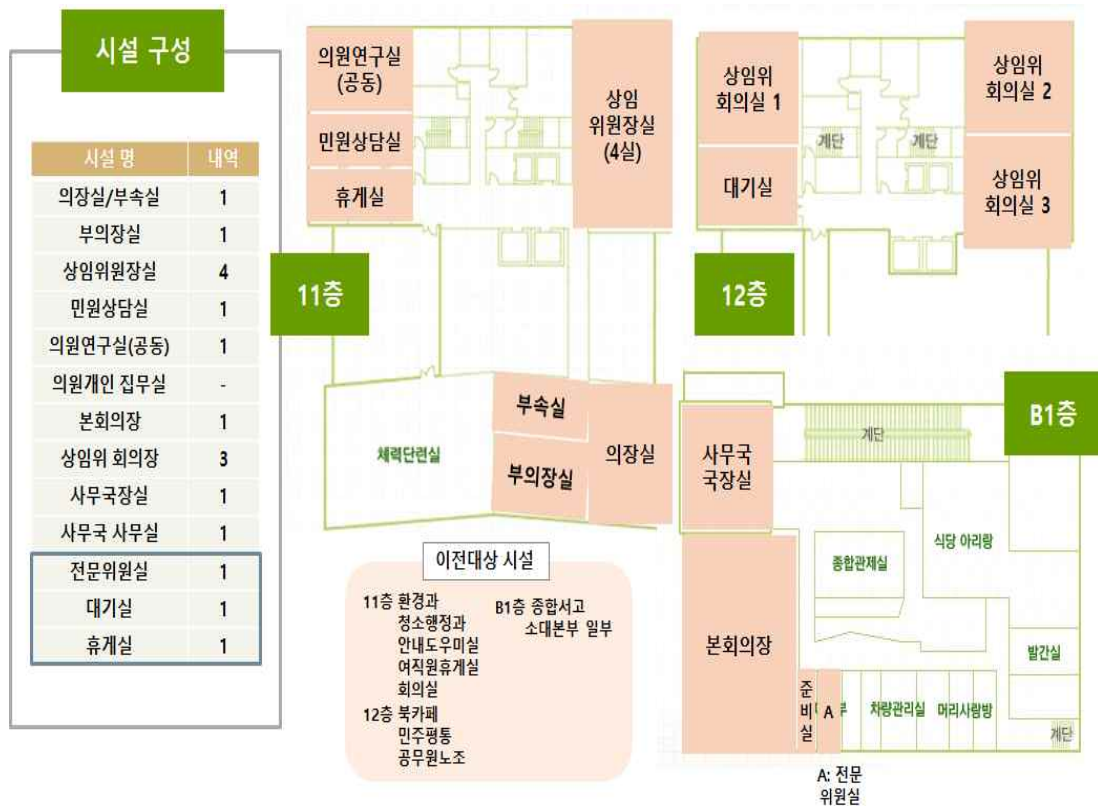 시설 구성
시설 명 내역
의장실/부속실 1
부의장실 1
상임위원장실 4
민원상담실 1
의원연구실(공동) 1
의원개인 집무실 -
본회의장 1
상임위 회의장 3
사무국장실 1
사무국 사무실 1
전문위원실 1
대기실 1
휴게실 1
11층
의원연구실
(공동)
민원상담실
휴게실
상임
위원장실
(4실)
체력단련실
부속실
부의장실
의장실
12층
상임위
회의실 1
대기실
계단
계단
상임위
회의실 2
상임위
회의실 3
B1층
사무국
국장실
계단
식당 아리랑
종합관제실
본회의장
준
비
실
A
부
차량관리실
머리사랑방
발간실
계단
A: 전문
위원실
이전대상 시설
11층 환경과
청소행정과
안내도우미실
여직원휴게실
회의실
12층 북카페
민주평통
공무원노조
B1층 종합서고
소대본부 일부